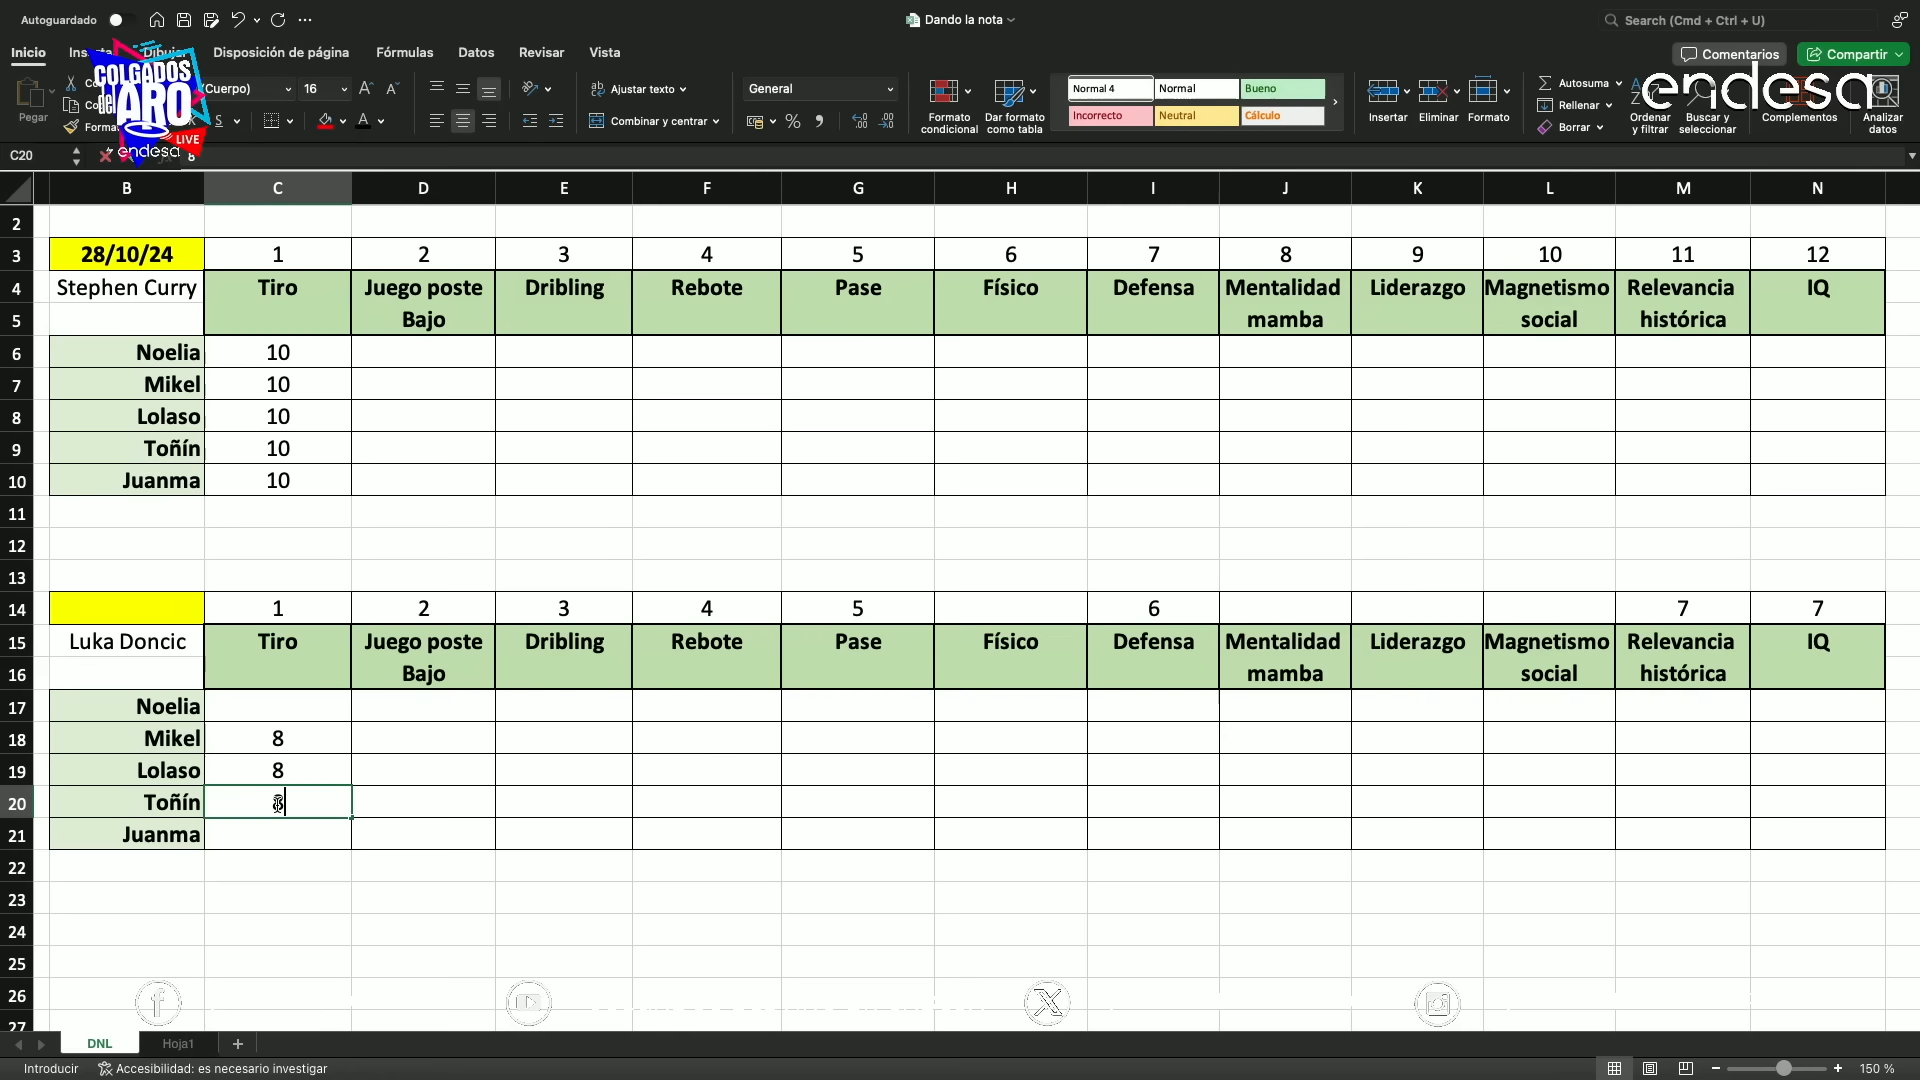 Autoguardado
Dando la nota
Search (Cmd + Ctrl + U)
Inicio Disposición de página Fórmulas Datos Revisar Vista
Comentarios Compartir
COLGADOS
del
ARO
LIVE
endesa
endesa
Pegar
(Cuerpo) 16
Ajustar texto
Combinar y centrar
General
Formato
condicional
Dar formato
como tabla
Normal 4 Normal Bueno
Incorrecto Neutral Cálculo
Insertar Eliminar Formato
Autosuma
Rellenar
Borrar
Ordenar
y filtrar
Buscar y
seleccionar
Complementos
Analizar
datos
C20 8
B C D E F G H I J K L M N
2
3 28/10/24 1 2 3 4 5 6 7 8 9 10 11 12
4 Stephen Curry Tiro Juego poste Dribling Rebote Pase Físico Defensa Mentalidad Liderazgo Magnetismo Relevancia IQ
5 Bajo mamba social histórica
6 Noelia 10
7 Mikel 10
8 Lolaso 10
9 Toñín 10
10 Juanma 10
11
12
13
14 1 2 3 4 5 6 7 7
15 Luka Doncic Tiro Juego poste Dribling Rebote Pase Físico Defensa Mentalidad Liderazgo Magnetismo Relevancia IQ
16 Bajo mamba social histórica
17 Noelia
18 Mikel 8
19 Lolaso 8
20 Toñín 8
21 Juanma
22
23
24
25
26
27
DNL Hoja1
Introducir Accesibilidad: es necesario investigar
150 %